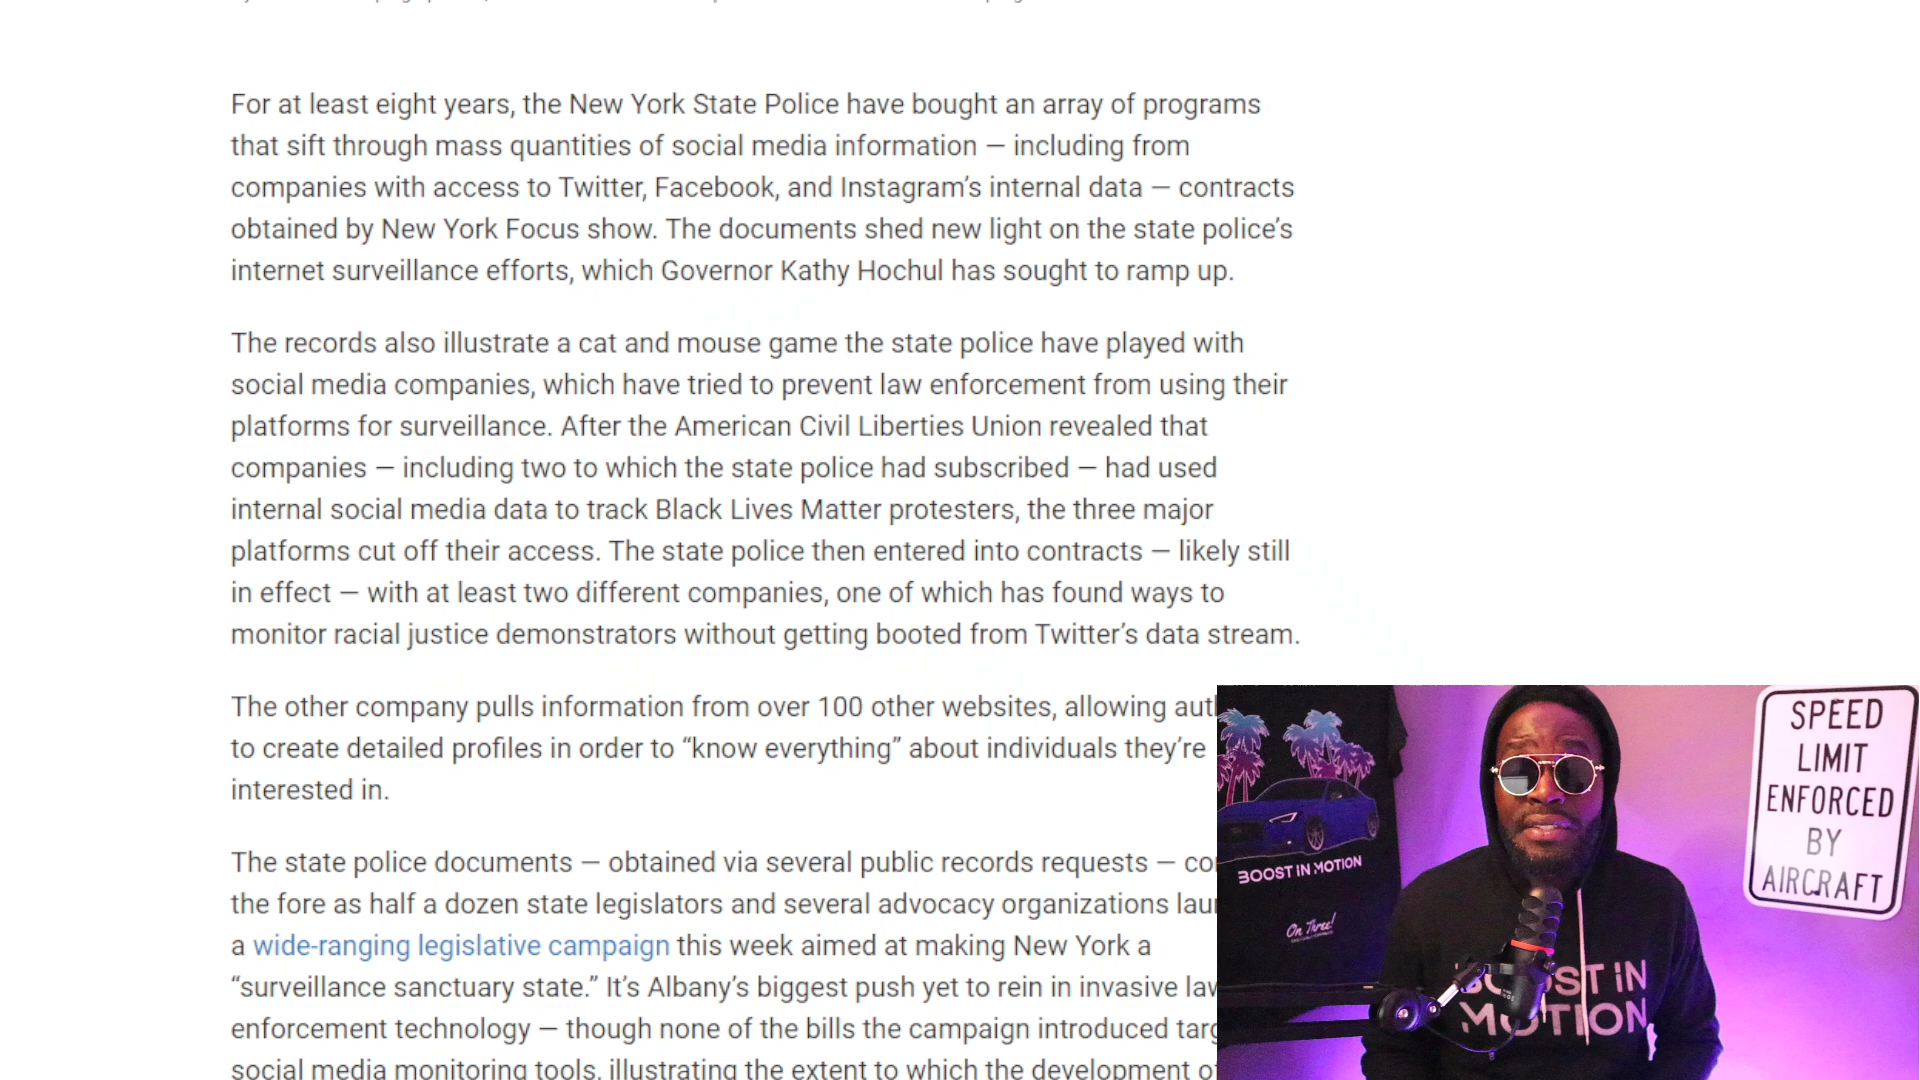 For at least eight years, the New York State Police have bought an array of programs
that sift through mass quantities of social media information — including from
companies with access to Twitter, Facebook, and Instagram’s internal data — contracts
obtained by New York Focus show. The documents shed new light on the state police’s
internet surveillance efforts, which Governor Kathy Hochul has sought to ramp up.
The records also illustrate a cat and mouse game the state police have played with
social media companies, which have tried to prevent law enforcement from using their
platforms for surveillance. After the American Civil Liberties Union revealed that
companies — including two to which the state police had subscribed — had used
internal social media data to track Black Lives Matter protesters, the three major
platforms cut off their access. The state police then entered into contracts — likely still
in effect — with at least two different companies, one of which has found ways to
monitor racial justice demonstrators without getting booted from Twitter’s data stream.
The other company pulls information from over 100 other websites, allowing
to create detailed profiles in order to “know everything” about individuals they’re
interested in.
The state police documents — obtained via several public records requests —
the fore as half a dozen state legislators and several advocacy organizations
a wide-ranging legislative campaign this week aimed at making New York a
“surveillance sanctuary state.” It’s Albany’s biggest push yet to rein in invasive
enforcement technology — though none of the bills the campaign introduced
social media monitoring tools, illustrating the extent to which the development
BOOST IN MOTION
On Three!
SPEED
LIMIT
ENFORCED
BY
AIRCRAFT
BOOST IN
MOTION